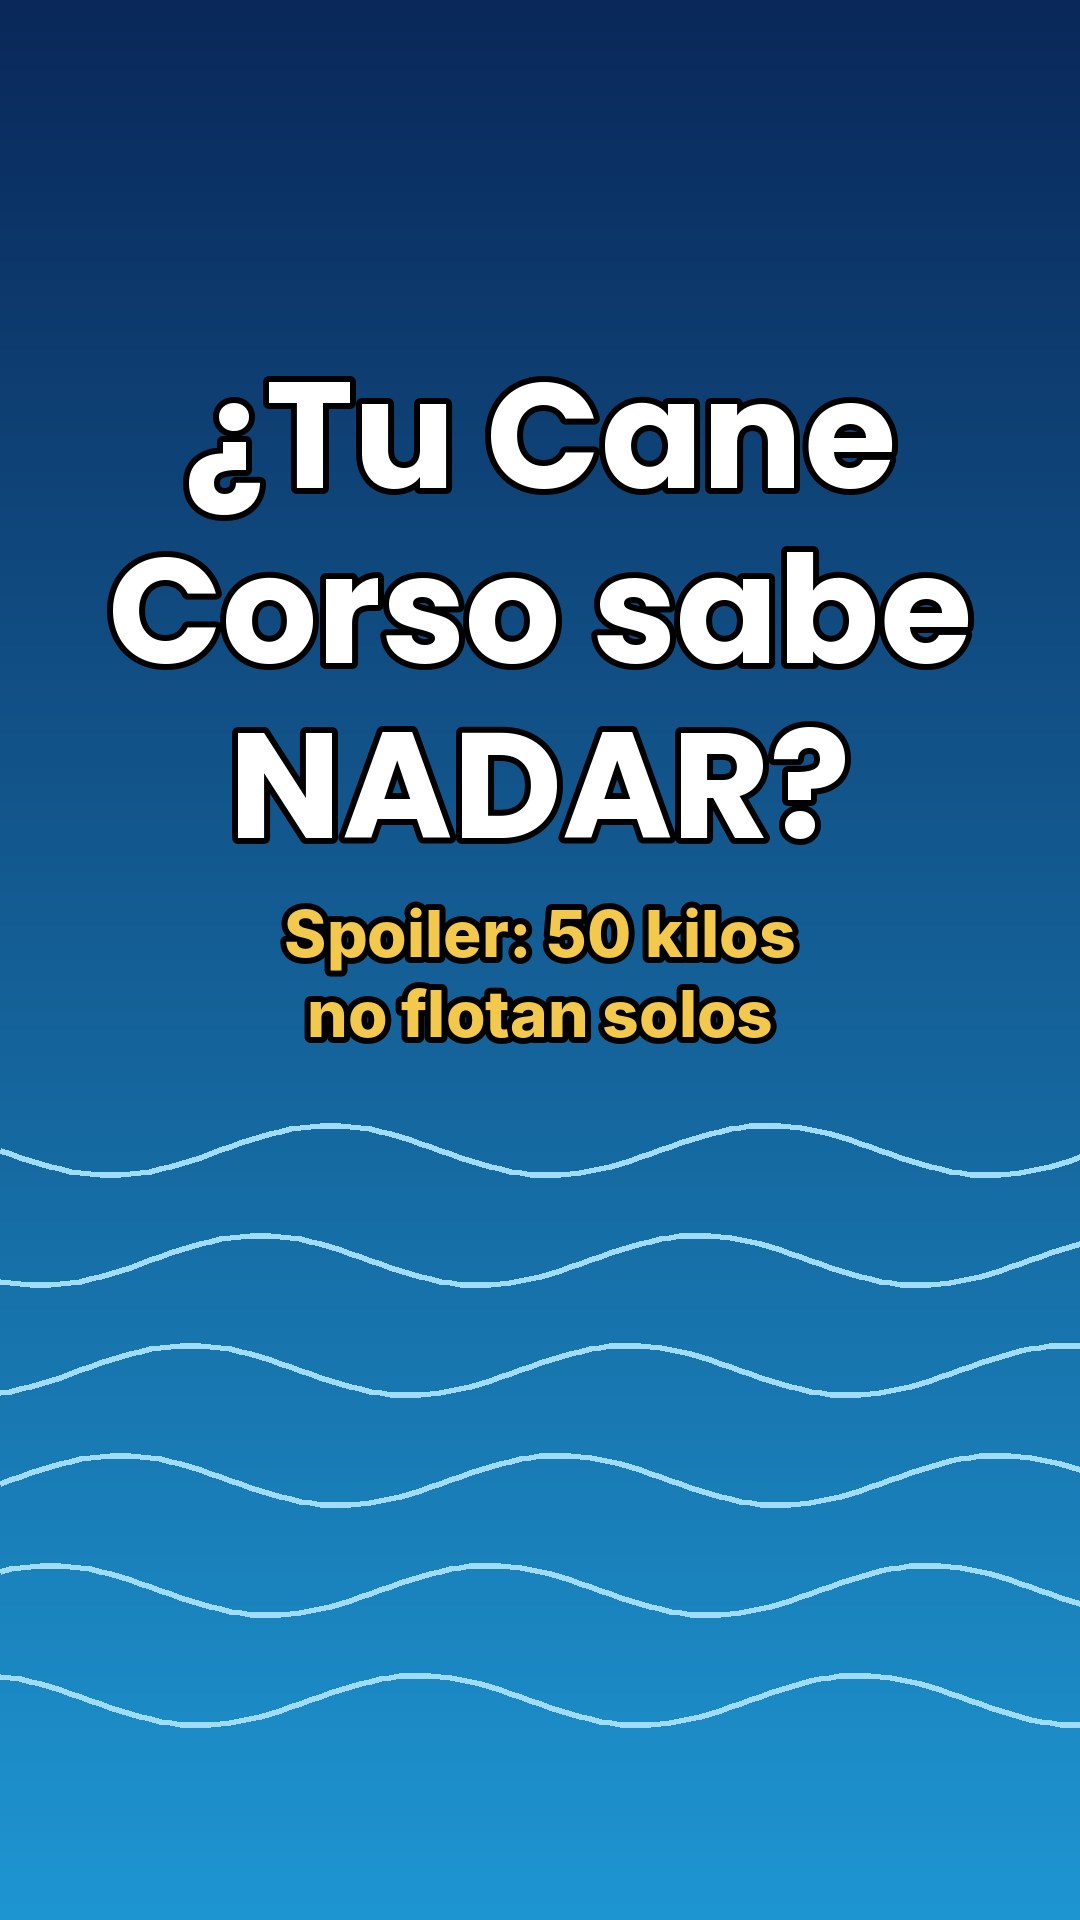 ¿Tu Cane
Corso sabe
NADAR?
Spoiler: 50 kilos
no flotan solos